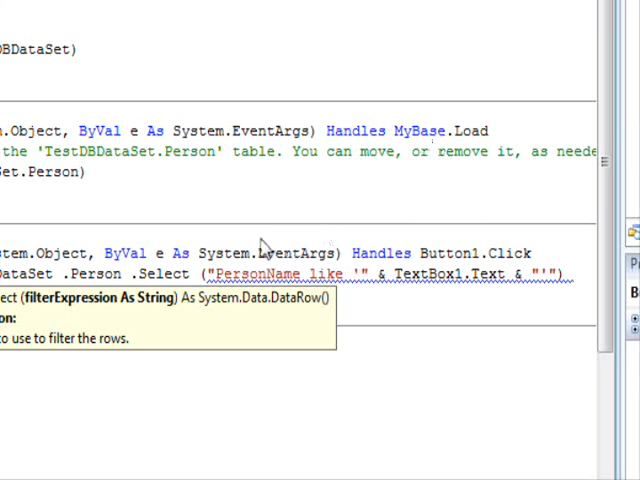 DBDataSet)
m.Object, ByVal e As System.EventArgs) Handles MyBase.Load
the 'TestDBDataSet.Person' table. You can move, or remove it, as neede
Set.Person)
stem.Object, ByVal e As System.EventArgs) Handles Button1.Click
DataSet .Person .Select ("PersonName like '" & TextBox1.Text & "'")
ect (filterExpression As String) As System.Data.DataRow()
on:
to use to filter the rows.
Pr
B